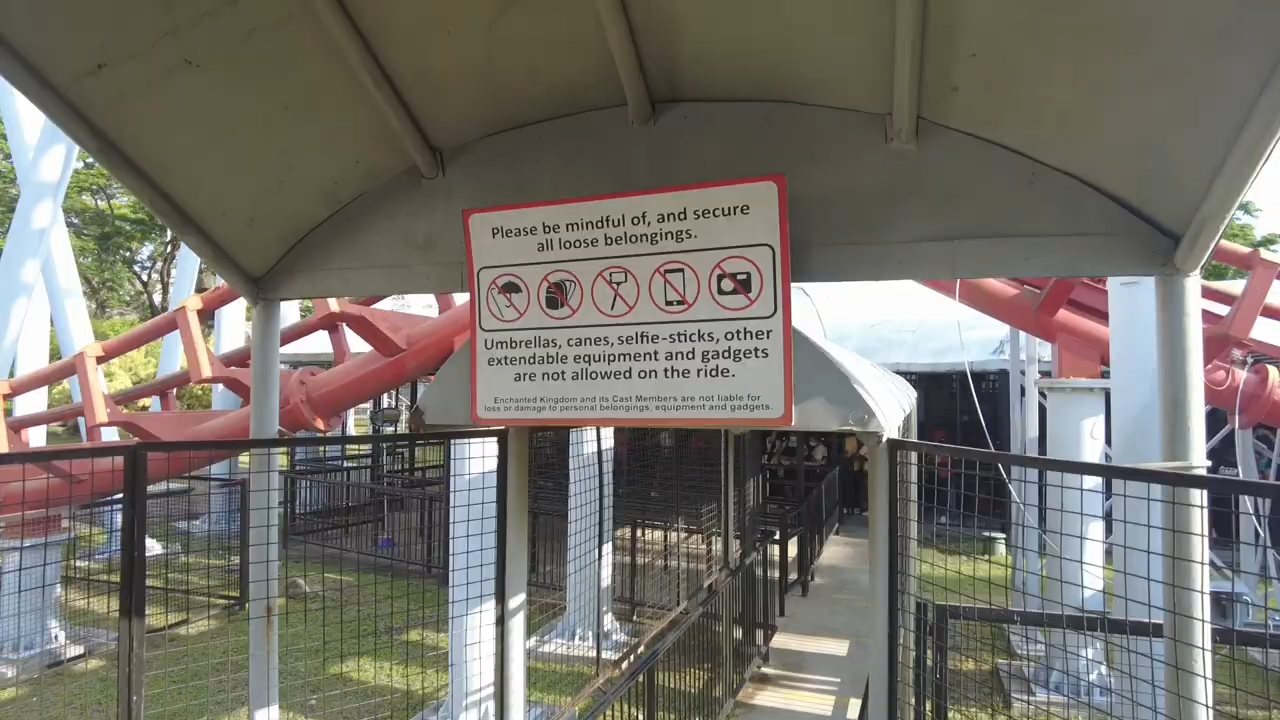 Please be mindful of, and secure
all loose belongings.
Umbrellas, canes, selfie-sticks, other
extendable equipment and gadgets
are not allowed on the ride.
Enchanted Kingdom and its Cast Members are not liable for
loss or damage to personal belongings, equipment and gadgets.